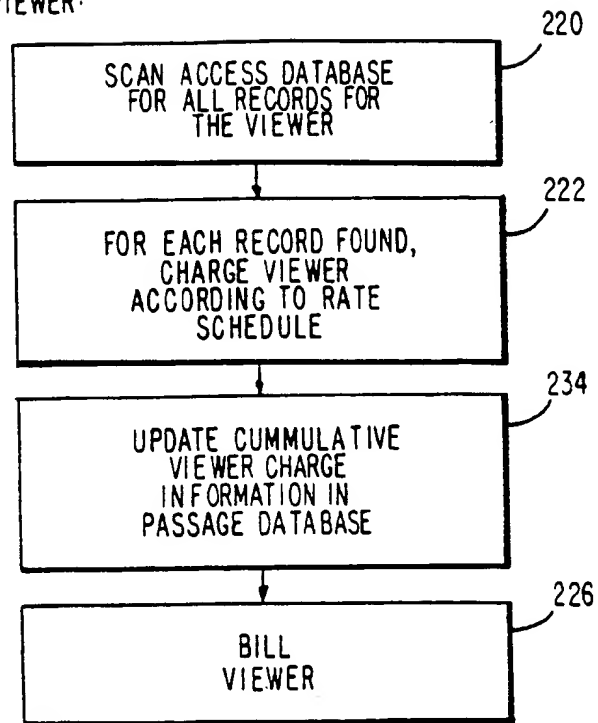 VIEWER:
220
SCAN ACCESS DATABASE
FOR ALL RECORDS FOR
THE VIEWER
222
FOR EACH RECORD FOUND,
CHARGE VIEWER
ACCORDING TO RATE
SCHEDULE
234
UPDATE CUMMULATIVE
VIEWER CHARGE
INFORMATION IN
PASSAGE DATABASE
226
BILL
VIEWER